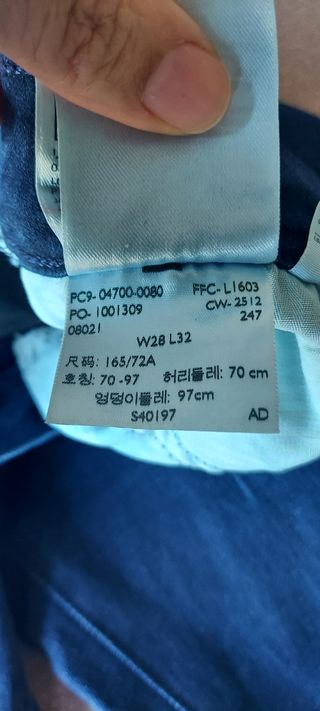 PC9- 04700-0080 FFC- L1603
PO- 1001309 CW- 2512
08021 247
W28 L32
尺码: 165/72A
호칭: 70 -97 허리둘레: 70 cm
엉덩이둘레: 97cm
S40197 AD